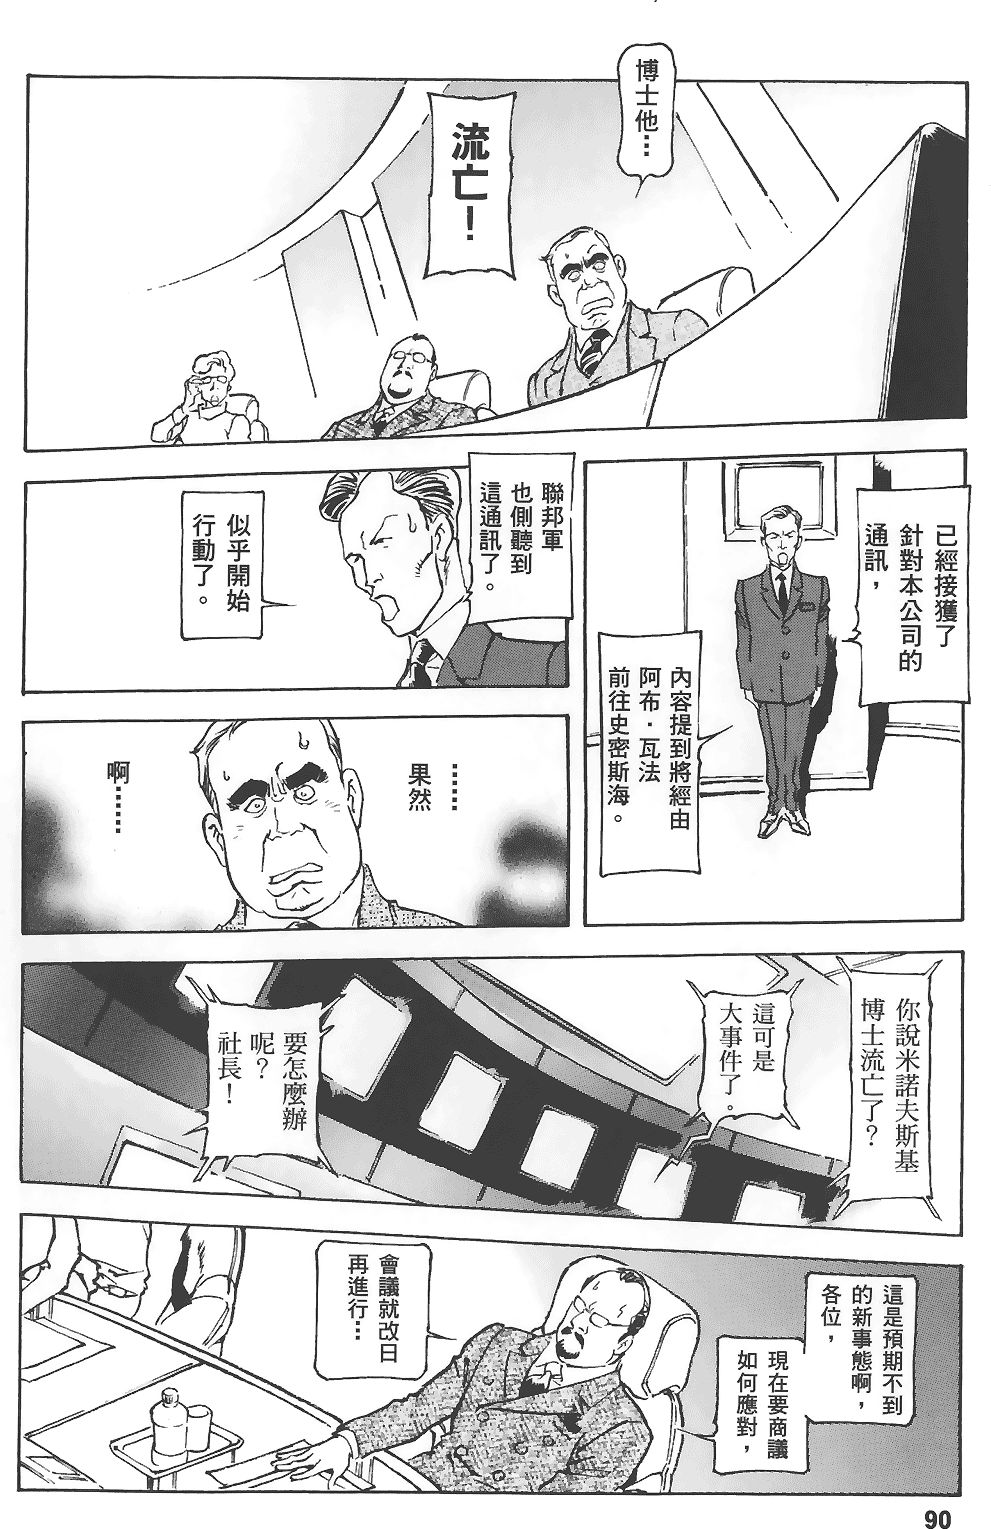 博士他…
流亡！
已經接獲了
針對本公司的
通訊，
內容提到將經由
阿布．瓦法
前往史密斯海。
聯邦軍
也側聽到
這通訊了。
似乎開始
行動了。
……
果然
啊……
你說米諾夫斯基
博士流亡了？
這可是
大事件了。
要怎麼辦
呢？
社長！
這是預期不到
的新事態啊，
各位，
現在要商議
如何應對，
會議就改日
再進行…
90